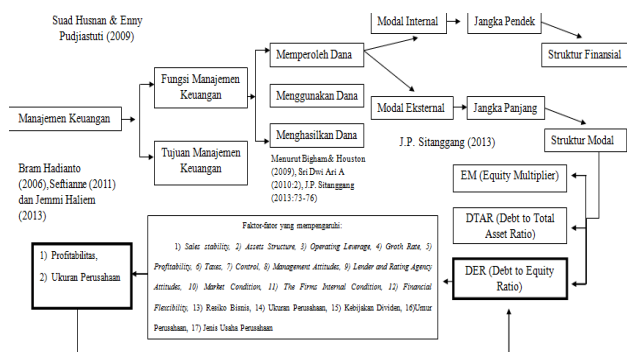 Suad Husnan & Enny
Pudjiastuti (2009)
Modal Internal
Jangka Pendek
Struktur Finansial
Fungsi Manajemen
Keuangan
Memperoleh Dana
Menggunakan Dana
Menghasilkan Dana
Modal Eksternal
Jangka Panjang
Struktur Modal
Manajemen Keuangan
Tujuan Manajemen
Keuangan
J.P. Sitanggang (2013)
Menurut Bigham& Houston
(2009), Sri Dwi Ari A
(2010:2), J.P. Sitanggang
(2013:73-76)
Bram Hadianto
(2006),Seftianne (2011)
dan Jemmi Haliem
(2013)
EM (Equity Multiplier)
DTAR (Debt to Total
Asset Ratio)
DER (Debt to Equity
Ratio)
Faktor-fator yang mempengaruhi:
1) Sales stability, 2) Assets Structure, 3) Operating Leverage, 4) Groth Rate, 5)
Profitability, 6) Taxes, 7) Control, 8) Management Attitudes, 9) Lender and Rating Agency
Attitudes, 10) Market Condition, 11) The Firms Internal Condition, 12) Financial
Flexcibility, 13) Resiko Bisnis, 14) Ukuran Perusahaan, 15) Kebijakan Dividen, 16)Umur
Perusahaan, 17) Jenis Usaha Perusahaan
1) Profitabilitas,
2) Ukuran Perusahaan